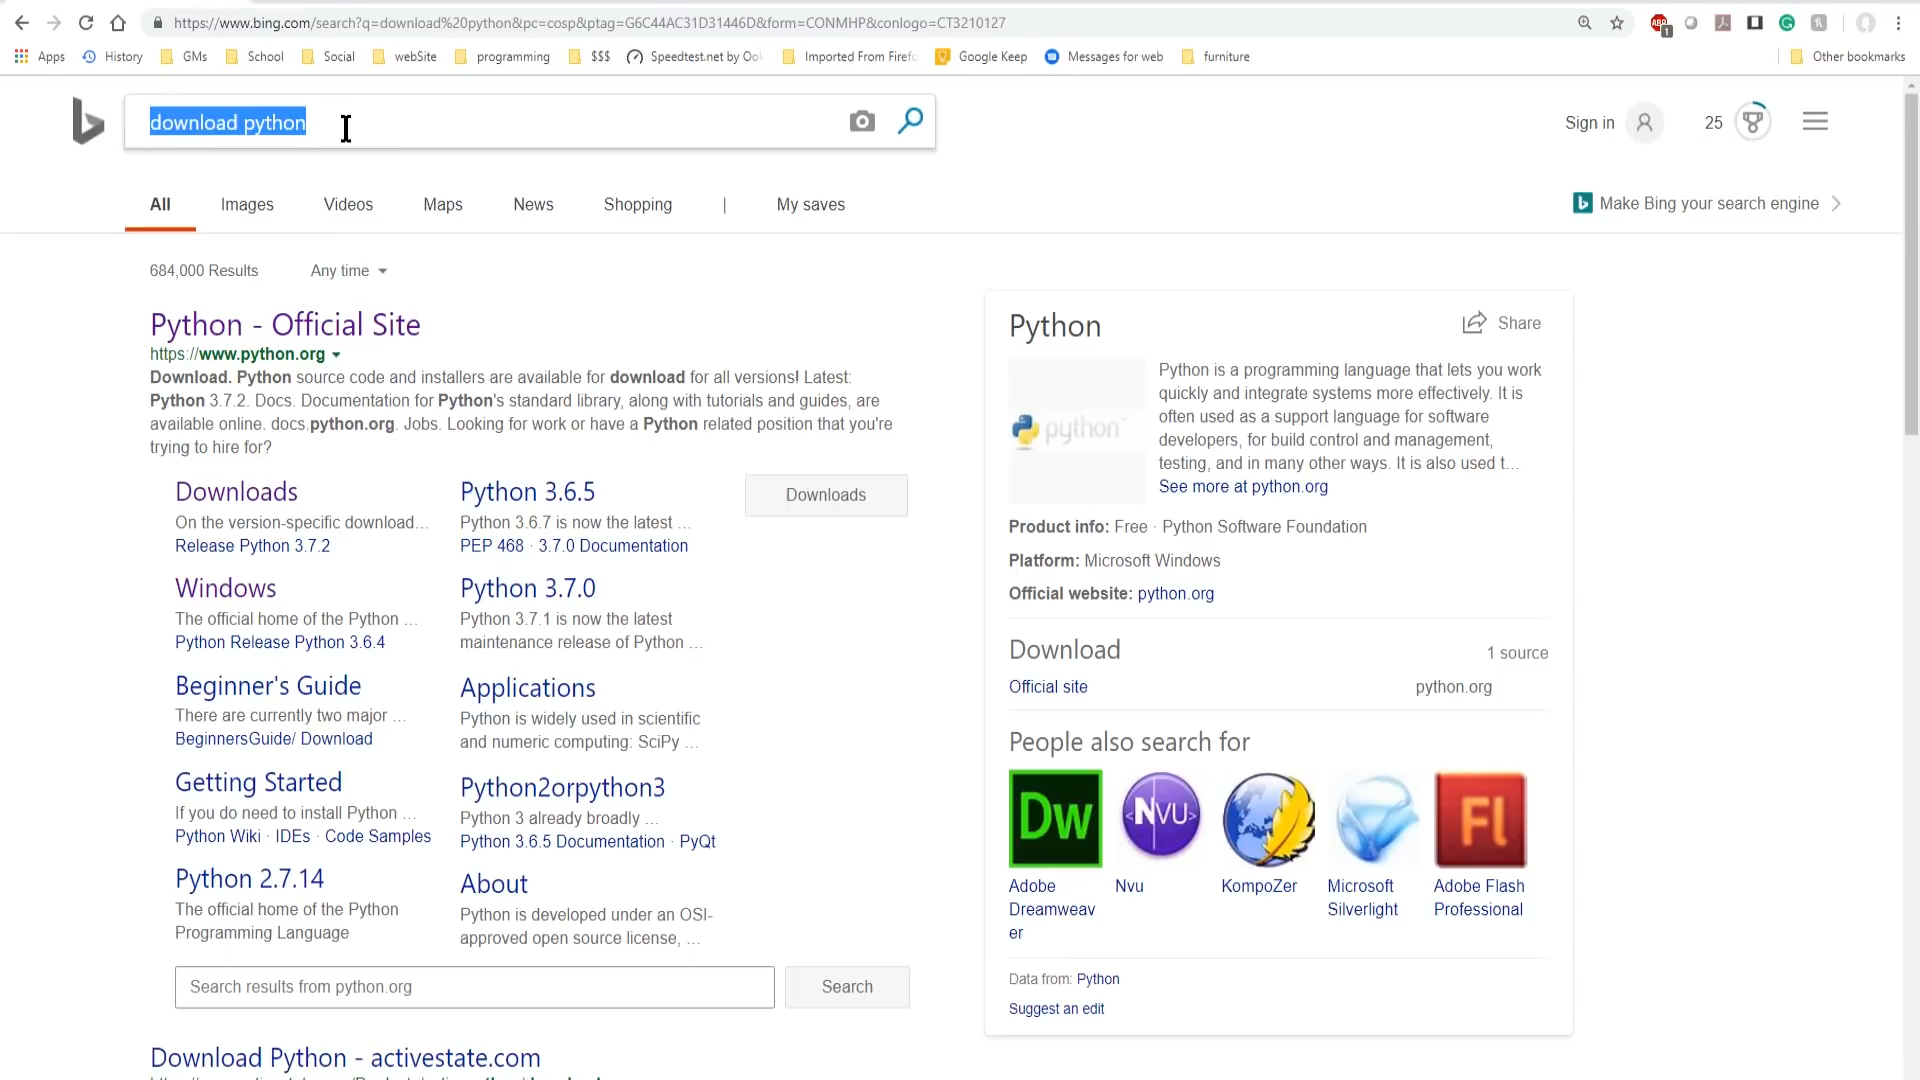 https://www.bing.com/search?q=download%20python&pc=cosp&ptag=G6C44AC31D31446D&form=CONMHP&conlogo=CT3210127
ABP
1
Apps
History
GMs
School
Social
webSite
programming
$$$
Speedtest.net by Ook
Imported From Firefo
Google Keep
Messages for web
furniture
Other bookmarks
download python
Sign in
25
All
Images
Videos
Maps
News
Shopping
|
My saves
Make Bing your search engine
684,000 Results
Any time
Python - Official Site
https://www.python.org
Download. Python source code and installers are available for download for all versions! Latest:
Python 3.7.2. Docs. Documentation for Python's standard library, along with tutorials and guides, are
available online. docs.python.org. Jobs. Looking for work or have a Python related position that you're
trying to hire for?
Downloads
On the version-specific download...
Release Python 3.7.2
Python 3.6.5
Python 3.6.7 is now the latest ...
PEP 468 · 3.7.0 Documentation
Downloads
Windows
The official home of the Python ...
Python Release Python 3.6.4
Python 3.7.0
Python 3.7.1 is now the latest
maintenance release of Python ...
Beginner's Guide
There are currently two major ...
BeginnersGuide/ Download
Applications
Python is widely used in scientific
and numeric computing: SciPy ...
Getting Started
If you do need to install Python ...
Python Wiki · IDEs · Code Samples
Python2orpython3
Python 3 already broadly ...
Python 3.6.5 Documentation · PyQt
Python 2.7.14
The official home of the Python
Programming Language
About
Python is developed under an OSI-
approved open source license, ...
Search results from python.org
Search
Download Python - activestate.com
Python
Share
python
Python is a programming language that lets you work
quickly and integrate systems more effectively. It is
often used as a support language for software
developers, for build control and management,
testing, and in many other ways. It is also used t...
See more at python.org
Product info: Free · Python Software Foundation
Platform: Microsoft Windows
Official website: python.org
Download
1 source
Official site
python.org
People also search for
Dw
<NVU>
Fl
Adobe
Dreamweav
er
Nvu
KompoZer
Microsoft
Silverlight
Adobe Flash
Professional
Data from: Python
Suggest an edit